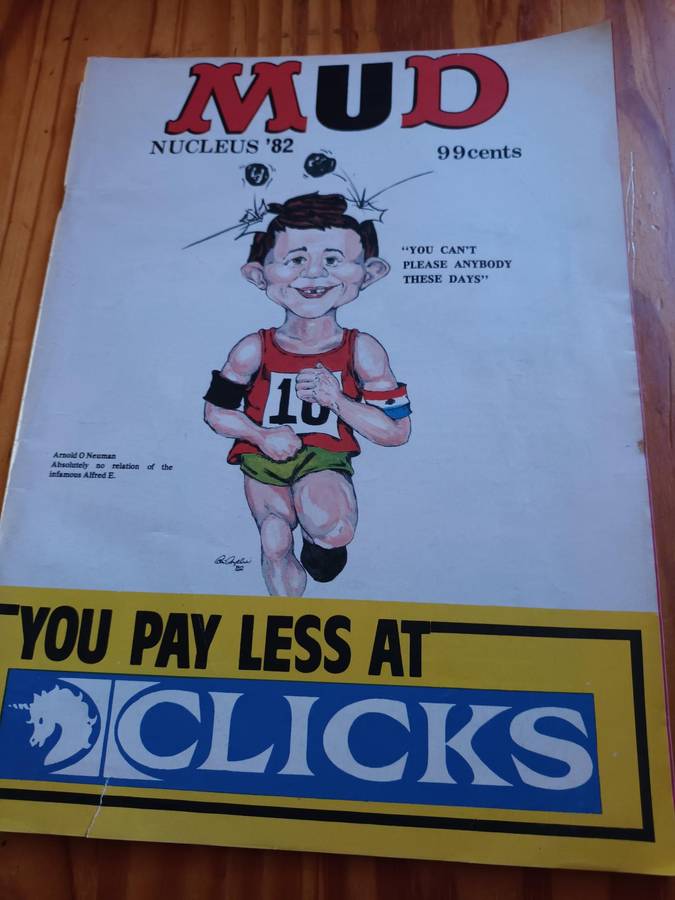 MUD
NUCLEUS '82
99cents
"YOU CAN'T
PLEASE ANYBODY
THESE DAYS"
10
Arnold O Neuman
Absolutely no relation of the
infamous Alfred E.
YOU PAY LESS AT
CLICKS